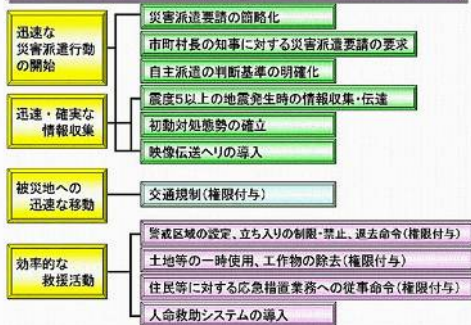 迅速な
災害派遣行動
の開始
災害派遣要請の簡略化
市町村長の知事に対する災害派遣要請の要求
自主派遣の判断基準の明確化
迅速・確実な
情報収集
震度5以上の地震発生時の情報収集・伝達
初動対処態勢の確立
映像伝送ヘリの導入
被災地への
迅速な移動
交通規制(権限付与)
効率的な
救援活動
警戒区域の設定、立ち入りの制限・禁止、退去命令(権限付与)
土地等の一時使用、工作物の除去(権限付与)
住民等に対する応急措置業務への従事命令(権限付与)
人命救助システムの導入